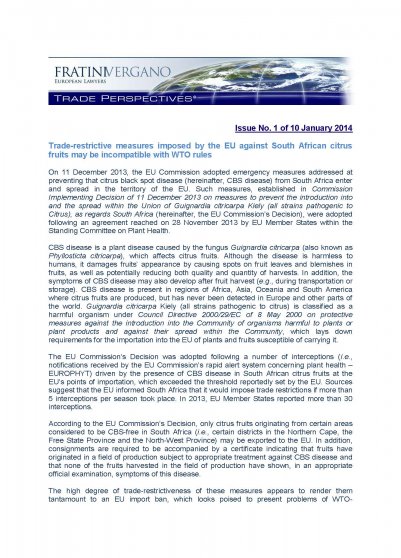 FRATINIVERGANO
EUROPEAN LAWYERS
TRADE PERSPECTIVES®
Issue No. 1 of 10 January 2014
Trade-restrictive measures imposed by the EU against South African citrus
fruits may be incompatible with WTO rules
On 11 December 2013, the EU Commission adopted emergency measures addressed at
preventing that citrus black spot disease (hereinafter, CBS disease) from South Africa enter
and spread in the territory of the EU. Such measures, established in Commission
Implementing Decision of 11 December 2013 on measures to prevent the introduction into
and the spread within the Union of Guignardia citricarpa Kiely (all strains pathogenic to
Citrus), as regards South Africa (hereinafter, the EU Commission's Decision), were adopted
following an agreement reached on 28 November 2013 by EU Member States within the
Standing Committee on Plant Health.
CBS disease is a plant disease caused by the fungus Guignardia citricarpa (also known as
Phyllosticta citricarpa), which affects citrus fruits. Although the disease is harmless to
humans, it damages fruits' appearance by causing spots on fruit leaves and blemishes in
fruits, as well as potentially reducing both quality and quantity of harvests. In addition, the
symptoms of CBS disease may also develop after fruit harvest (e.g., during transportation or
storage). CBS disease is present in regions of Africa, Asia, Oceania and South America
where citrus fruits are produced, but has never been detected in Europe and other parts of
the world. Guignardia citricarpa Kiely (all strains pathogenic to citrus) is classified as a
harmful organism under Council Directive 2000/29/EC of 8 May 2000 on protective
measures against the introduction into the Community of organisms harmful to plants or
plant products and against their spread within the Community, which lays down
requirements for the importation into the EU of plants and fruits susceptible of carrying it.
The EU Commission's Decision was adopted following a number of interceptions (i.e.,
notifications received by the EU Commission's rapid alert system concerning plant health –
EUROPHYT) driven by the presence of CBS disease in South African citrus fruits at the
EU's points of importation, which exceeded the threshold reportedly set by the EU. Sources
suggest that the EU informed South Africa that it would impose trade restrictions if more than
5 interceptions per season took place. In 2013, EU Member States reported more than 30
interceptions.
According to the EU Commission's Decision, only citrus fruits originating from certain areas
considered to be CBS-free in South Africa (i.e., certain districts in the Northern Cape, the
Free State Province and the North-West Province) may be exported to the EU. In addition,
consignments are required to be accompanied by a certificate indicating that fruits have
originated in a field of production subject to appropriate treatment against CBS disease and
that none of the fruits harvested in the field of production have shown, in an appropriate
official examination, symptoms of this disease.
The high degree of trade-restrictiveness of these measures appears to render them
tantamount to an EU import ban, which looks poised to present problems of WTO-